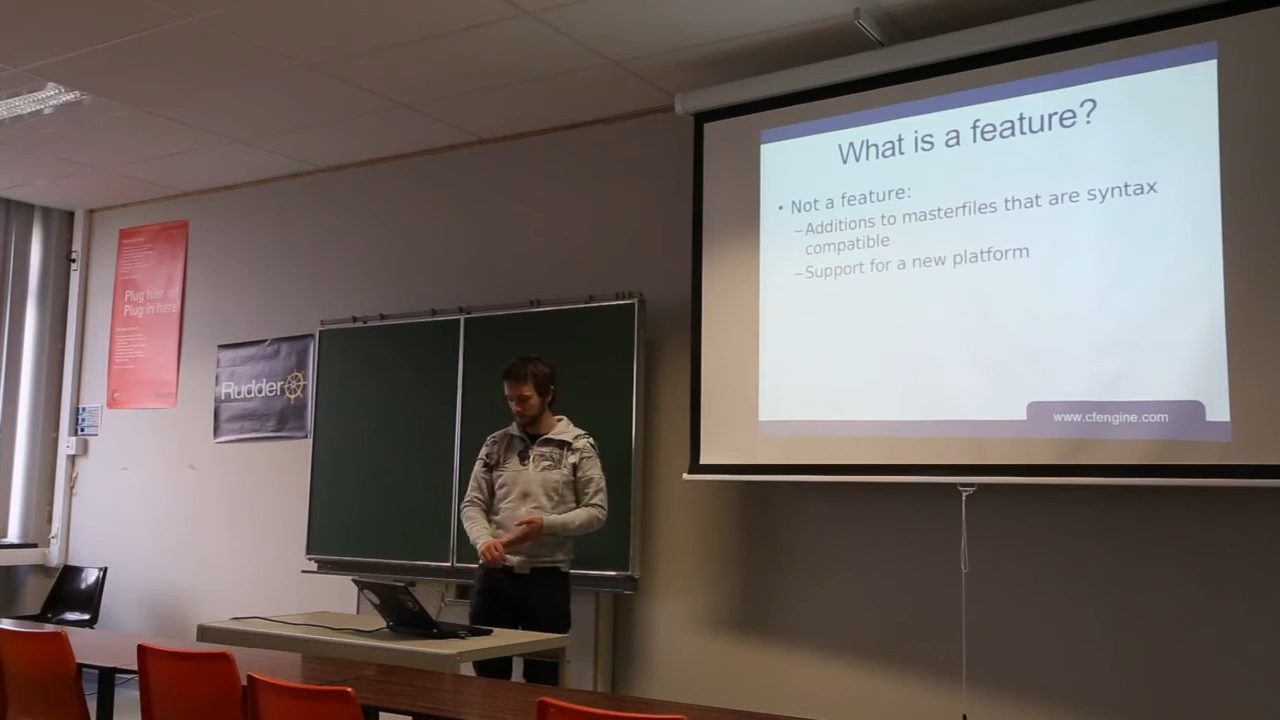 What is a feature?
• Not a feature:
–Additions to masterfiles that are syntax
compatible
–Support for a new platform
www.cfengine.com
Plug hier in!
Plug in here!
Rudder